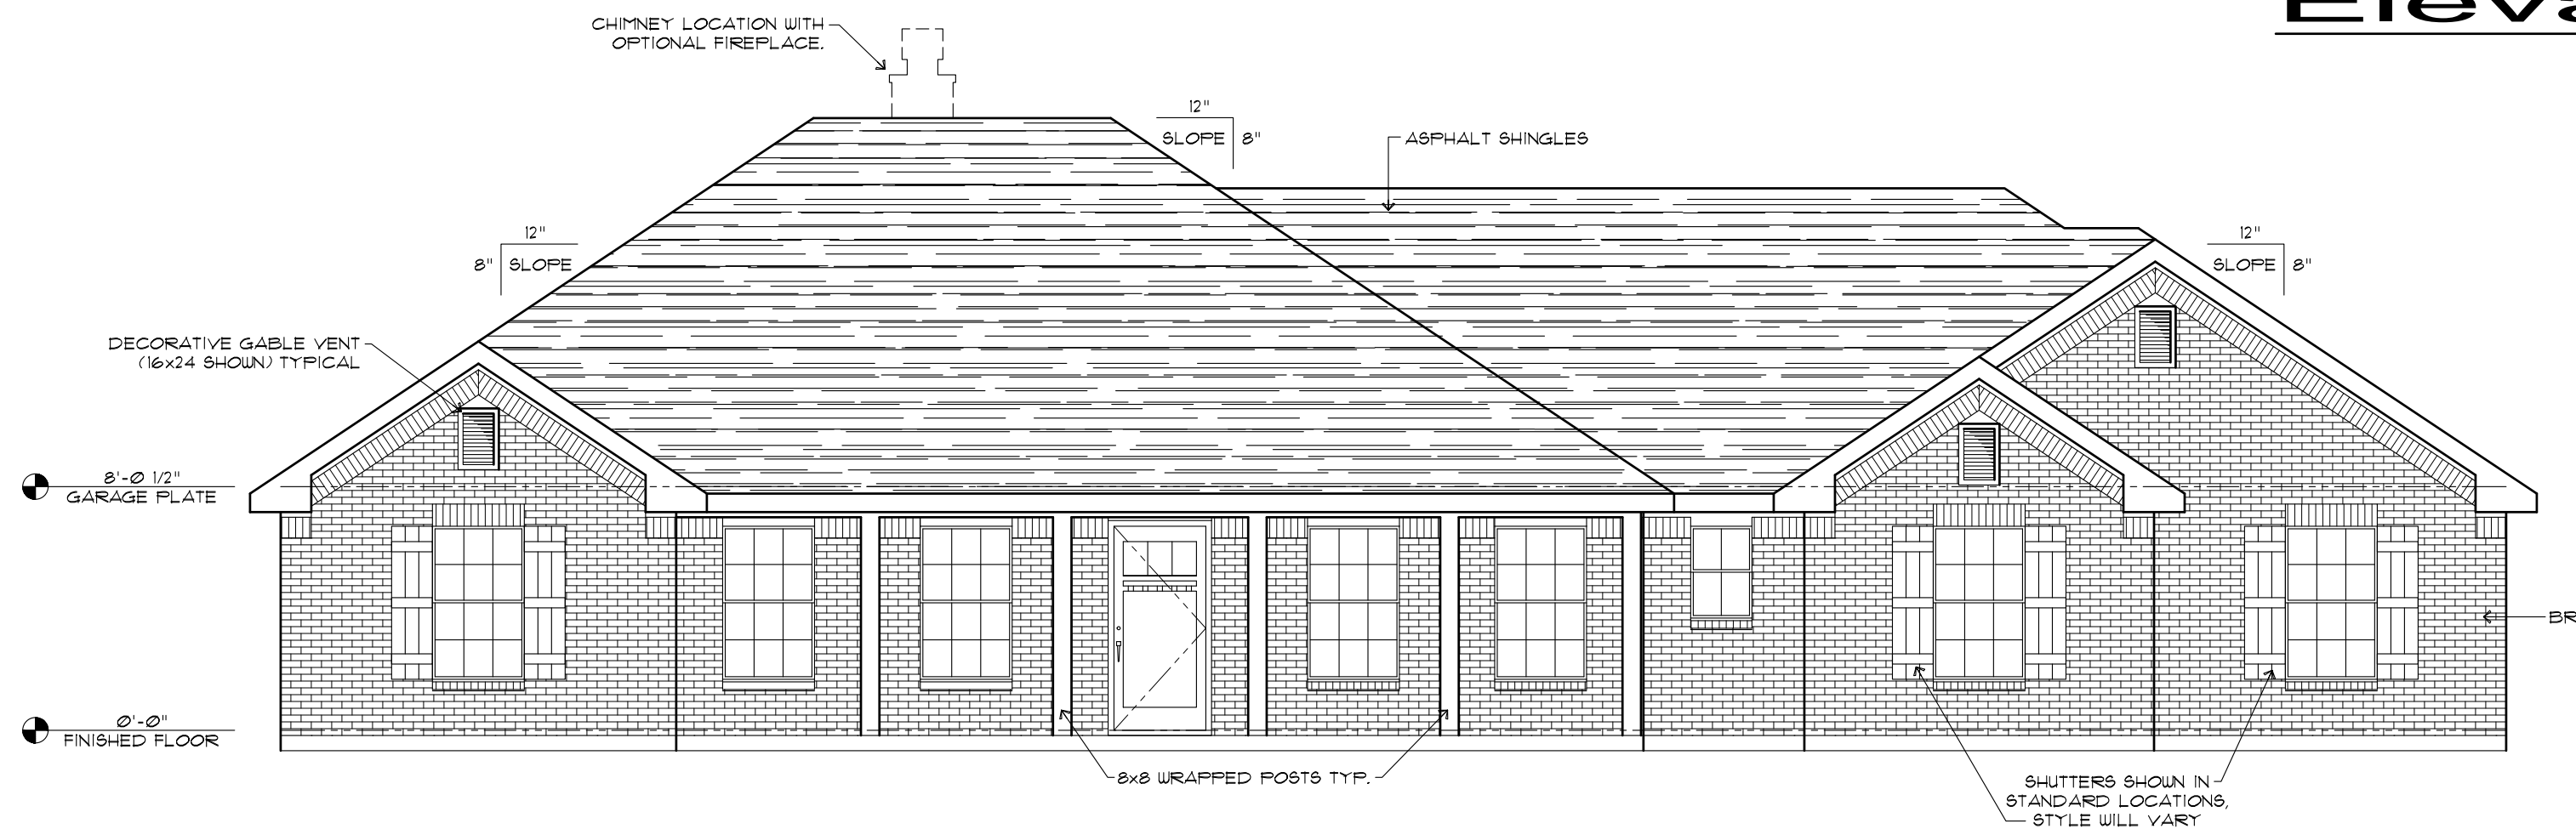 Eleva
CHIMNEY LOCATION WITH
OPTIONAL FIREPLACE.
12"
SLOPE 8"
ASPHALT SHINGLES
12"
8" SLOPE
12"
SLOPE 8"
DECORATIVE GABLE VENT
(16x24 SHOWN) TYPICAL
8'-0 1/2"
GARAGE PLATE
BR
0'-0"
FINISHED FLOOR
8x8 WRAPPED POSTS TYP.
SHUTTERS SHOWN IN
STANDARD LOCATIONS,
STYLE WILL VARY